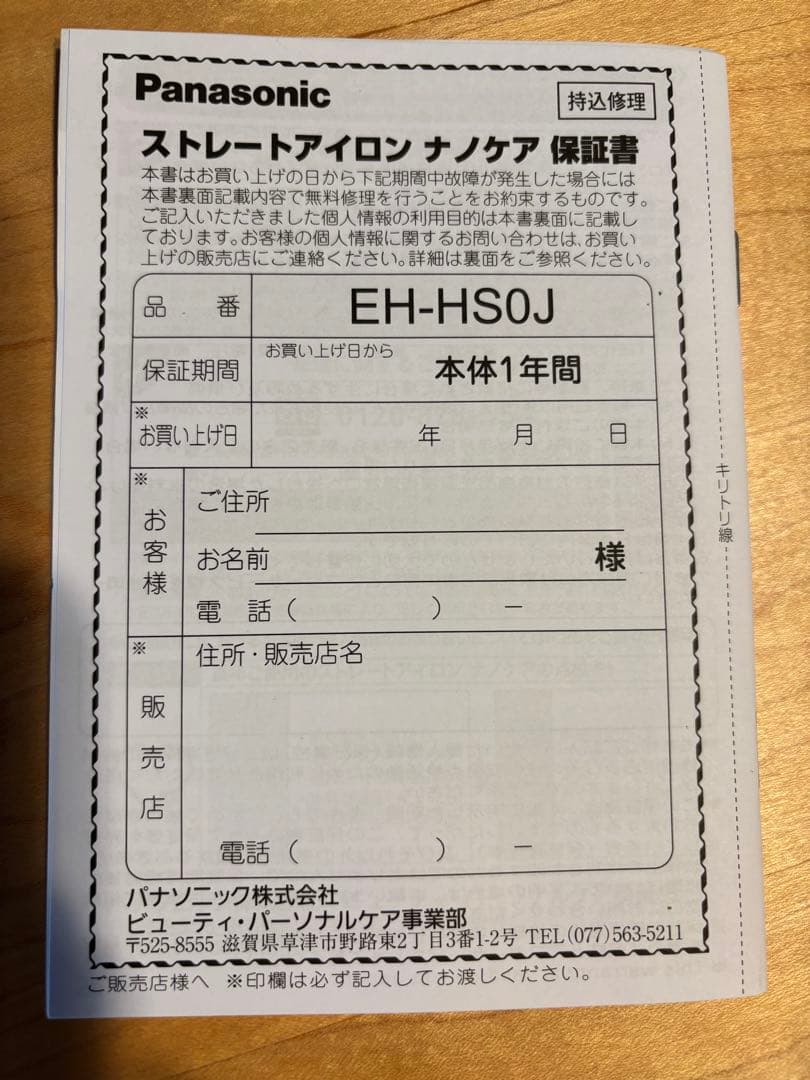 Panasonic
持込修理
ストレートアイロン ナノケア 保証書
本書はお買い上げの日から下記期間中故障が発生した場合には
本書裏面記載内容で無料修理を行うことをお約束するものです。
ご記入いただきました個人情報の利用目的は本書裏面に記載し
ております。お客様の個人情報に関するお問い合わせは、お買い
上げの販売店にご連絡ください。詳細は裏面をご参照ください。
品 番
EH-HS0J
保証期間
お買い上げ日から
本体1年間
※
お買い上げ日
年 月 日
※
お客様
ご住所
お名前 様
電 話 ( ) ー
※
販売店
住所・販売店名
電話 ( ) ー
パナソニック株式会社
ビューティ・パーソナルケア事業部
〒525-8555 滋賀県草津市野路東2丁目3番1-2号 TEL (077) 563-5211
ご販売店様へ ※印欄は必ず記入してお渡しください。
キリトリ線